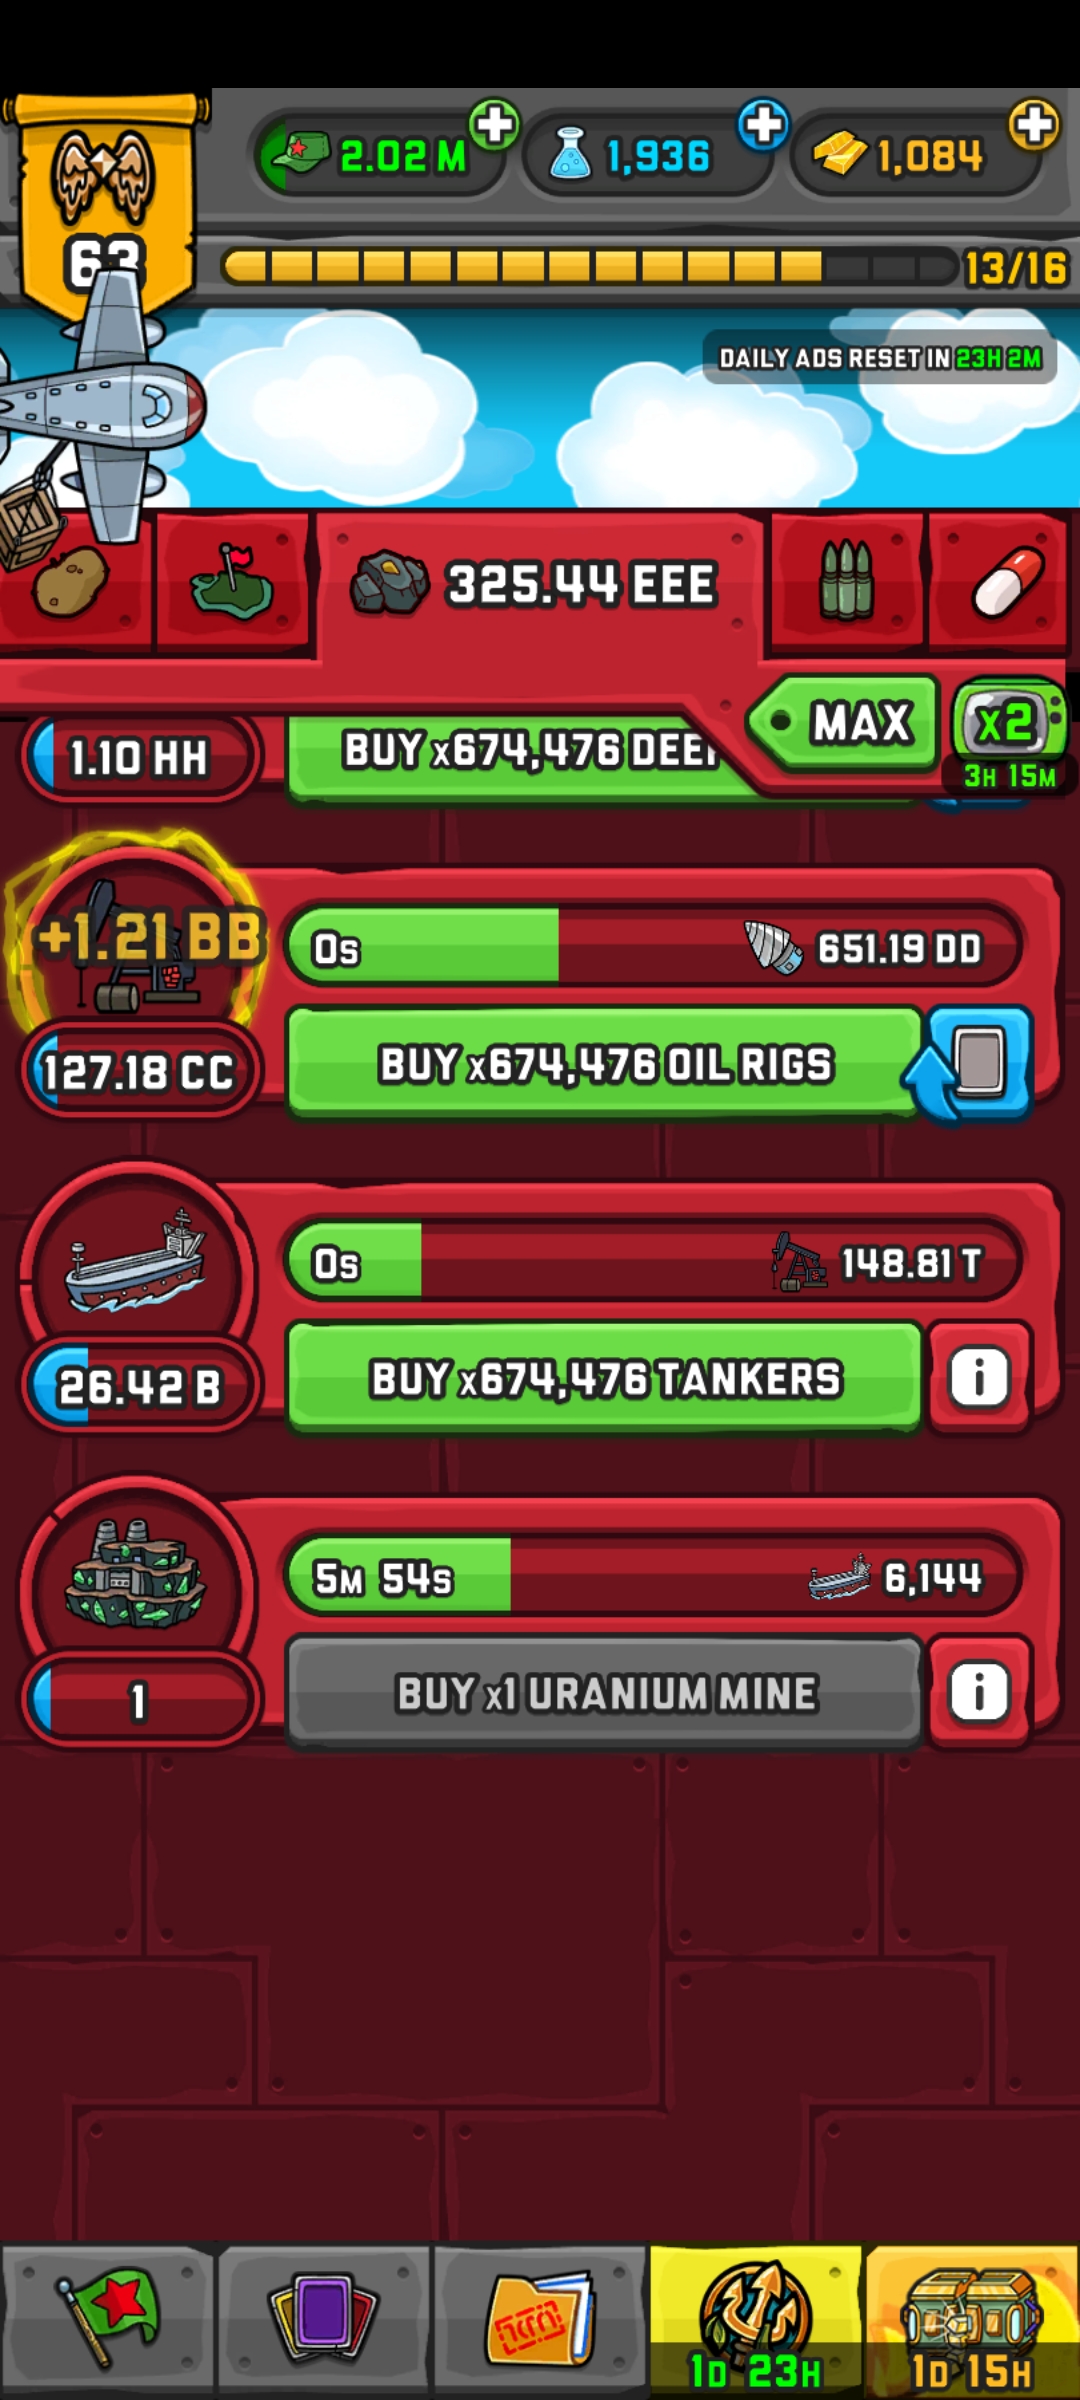 2.02 M
1,936
1,084
63
13/16
DAILY ADS RESET IN 23H 2M
325.44 EEE
MAX
x2
3H 15M
1.10 HH
BUY x674,476
+1.21 BB
0s
651.19 DD
127.18 CC
BUY x674,476 OIL RIGS
0s
148.81 T
26.42 B
BUY x674,476 TANKERS
i
5M 54s
6,144
1
BUY x1 URANIUM MINE
i
1D 23H
1D 15H